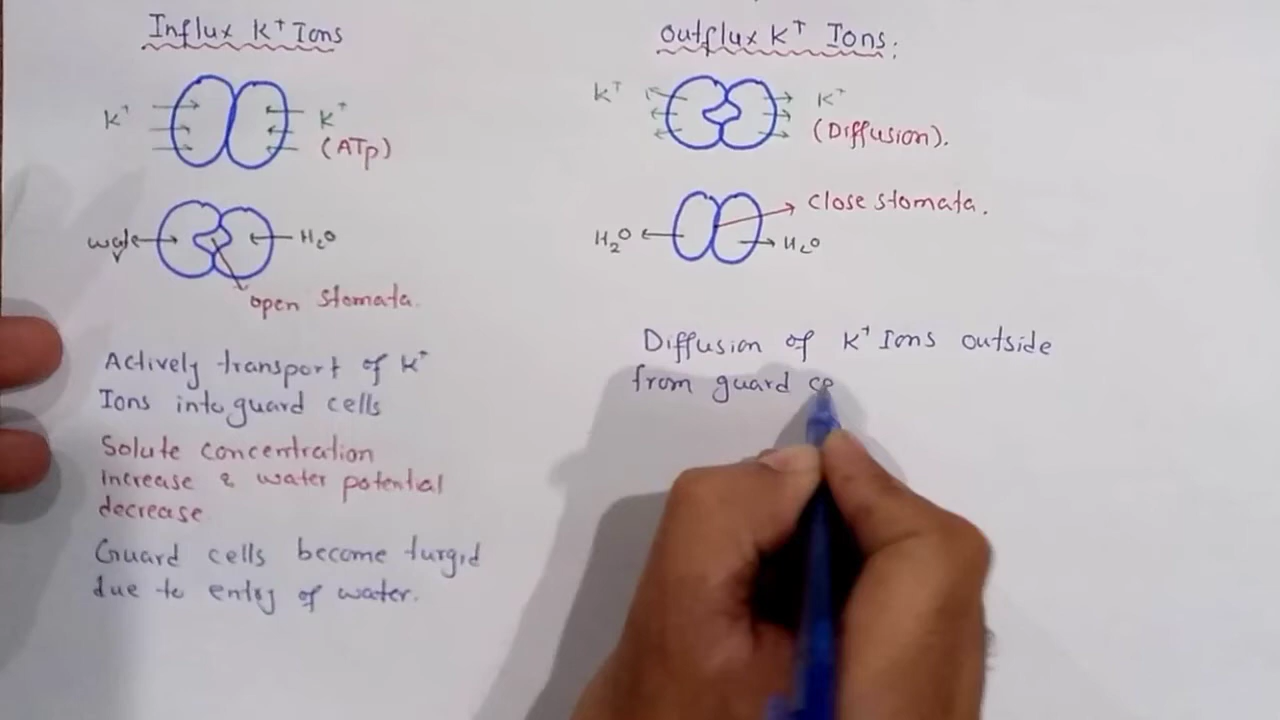 Influx K⁺ Ions
K⁺
K⁺
(ATp)
wate
H₂O
open stomata.
Actively transport of K⁺
Ions into guard cells
Solute concentration
increase & water potential
decrease
Guard cells become turgid
due to entry of water.
outflux K⁺ Ions:
K⁺
K⁺
(Diffusion).
close stomata.
H₂O
H₂O
Diffusion of K⁺ Ions outside
from guard ce